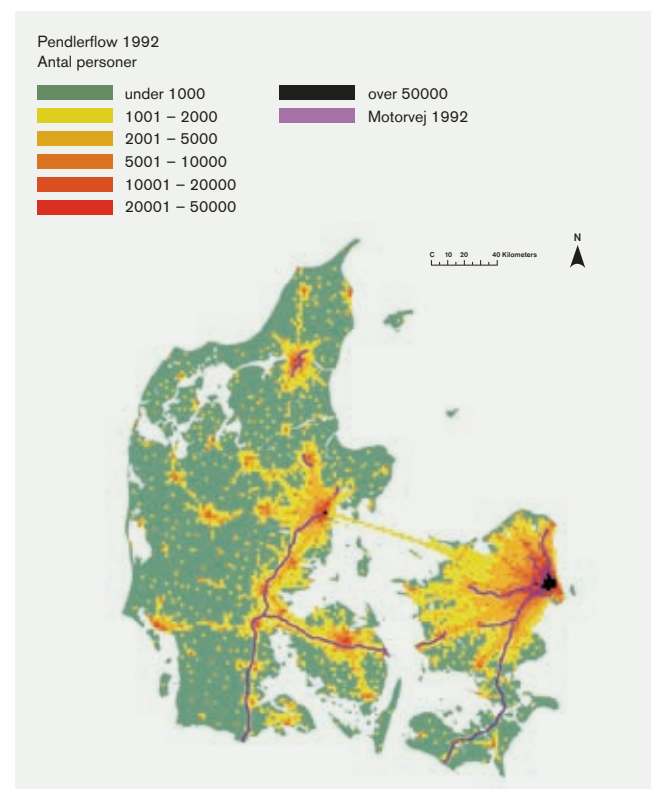 Pendlerflow 1992
Antal personer
under 1000
1001 – 2000
2001 – 5000
5001 – 10000
10001 – 20000
20001 – 50000
over 50000
Motorvej 1992
C 10 20 40 Kilometers
N